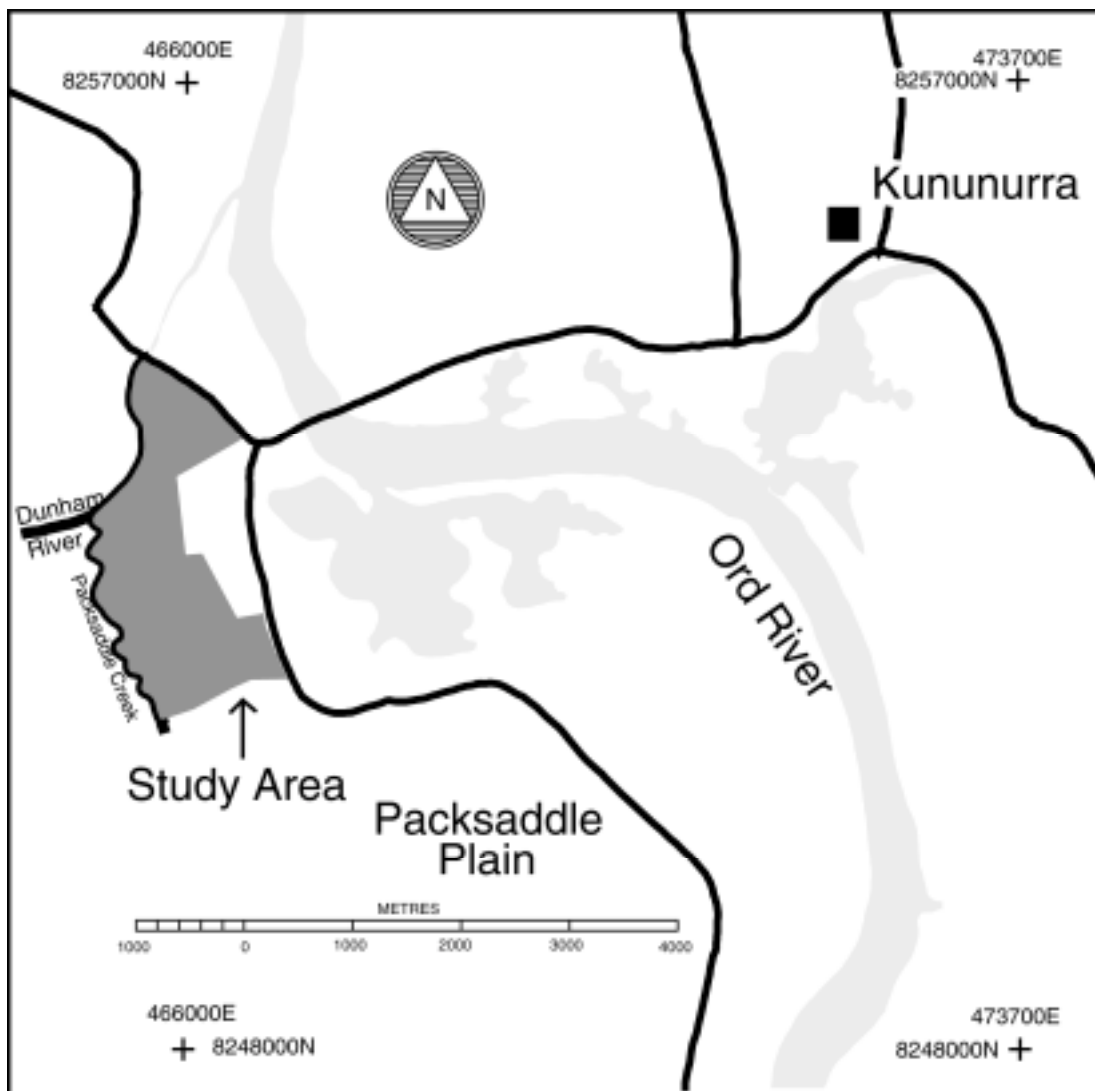 466000E
8257000N
473700E
8257000N
N
Kununurra
Dunham
River
Packsaddle Creek
Ord River
Study Area
Packsaddle
Plain
METRES
1000 0 1000 2000 3000 4000
466000E
8248000N
473700E
8248000N